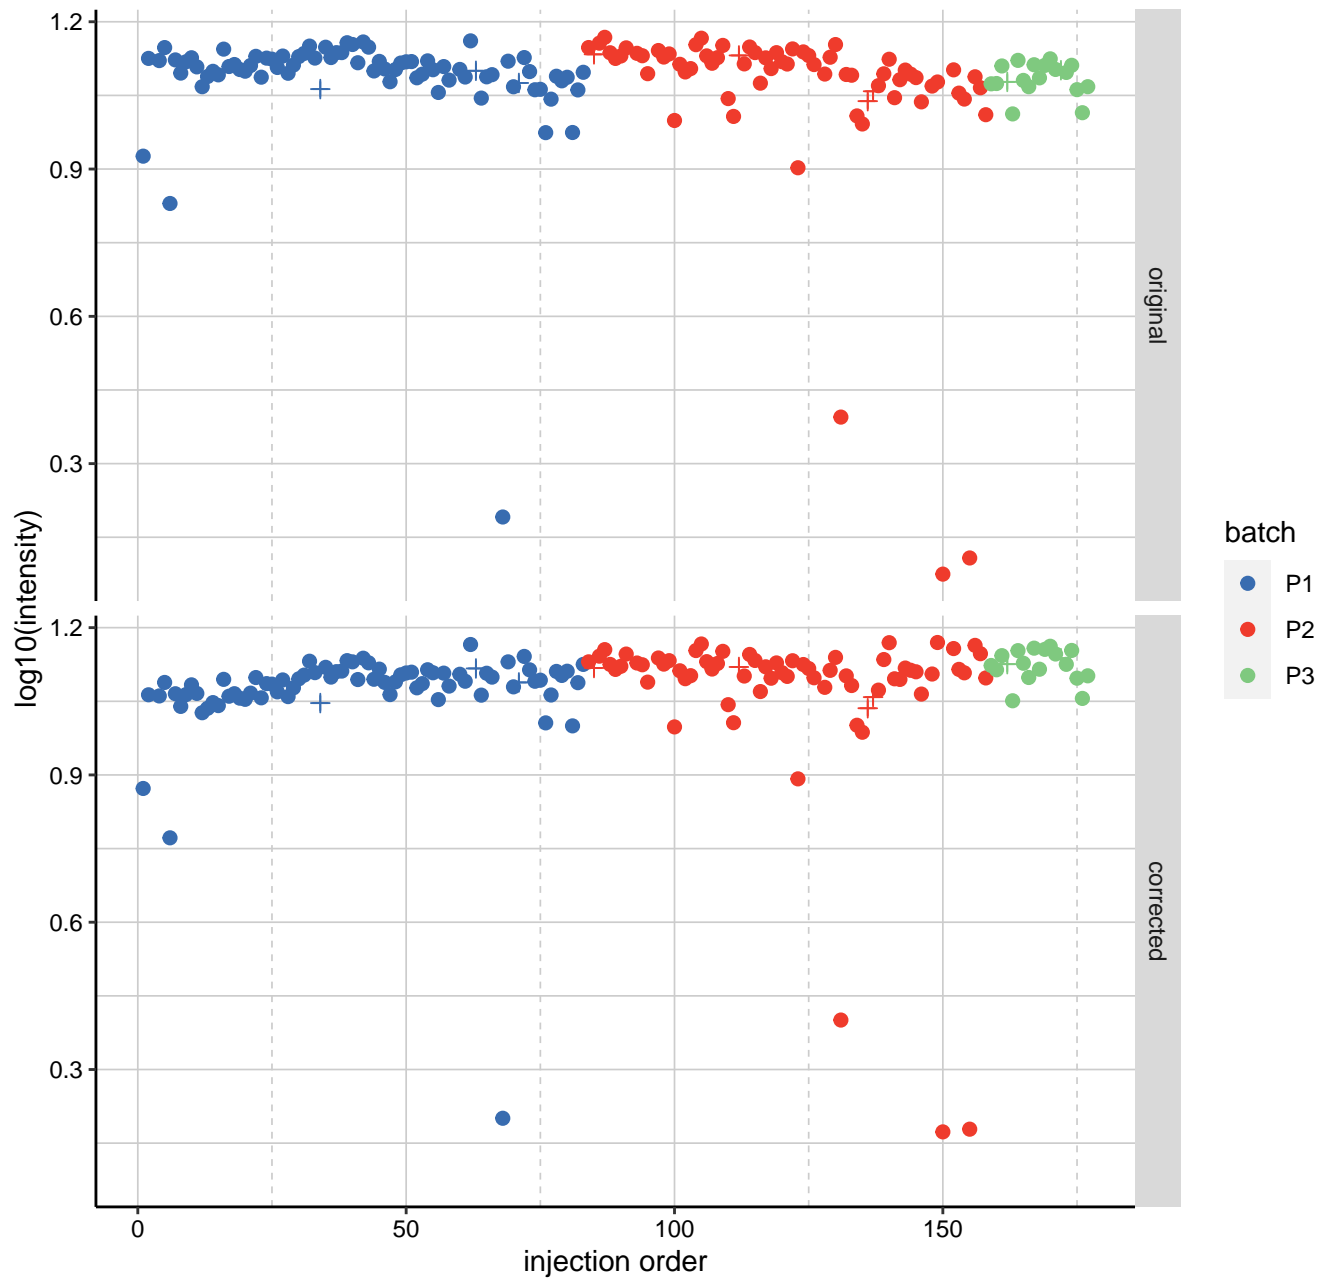 1.2
0.9
0.6
0.3
original
1.2
0.9
0.6
0.3
corrected
0
50
100
150
injection order
log10(intensity)
batch
P1
P2
P3